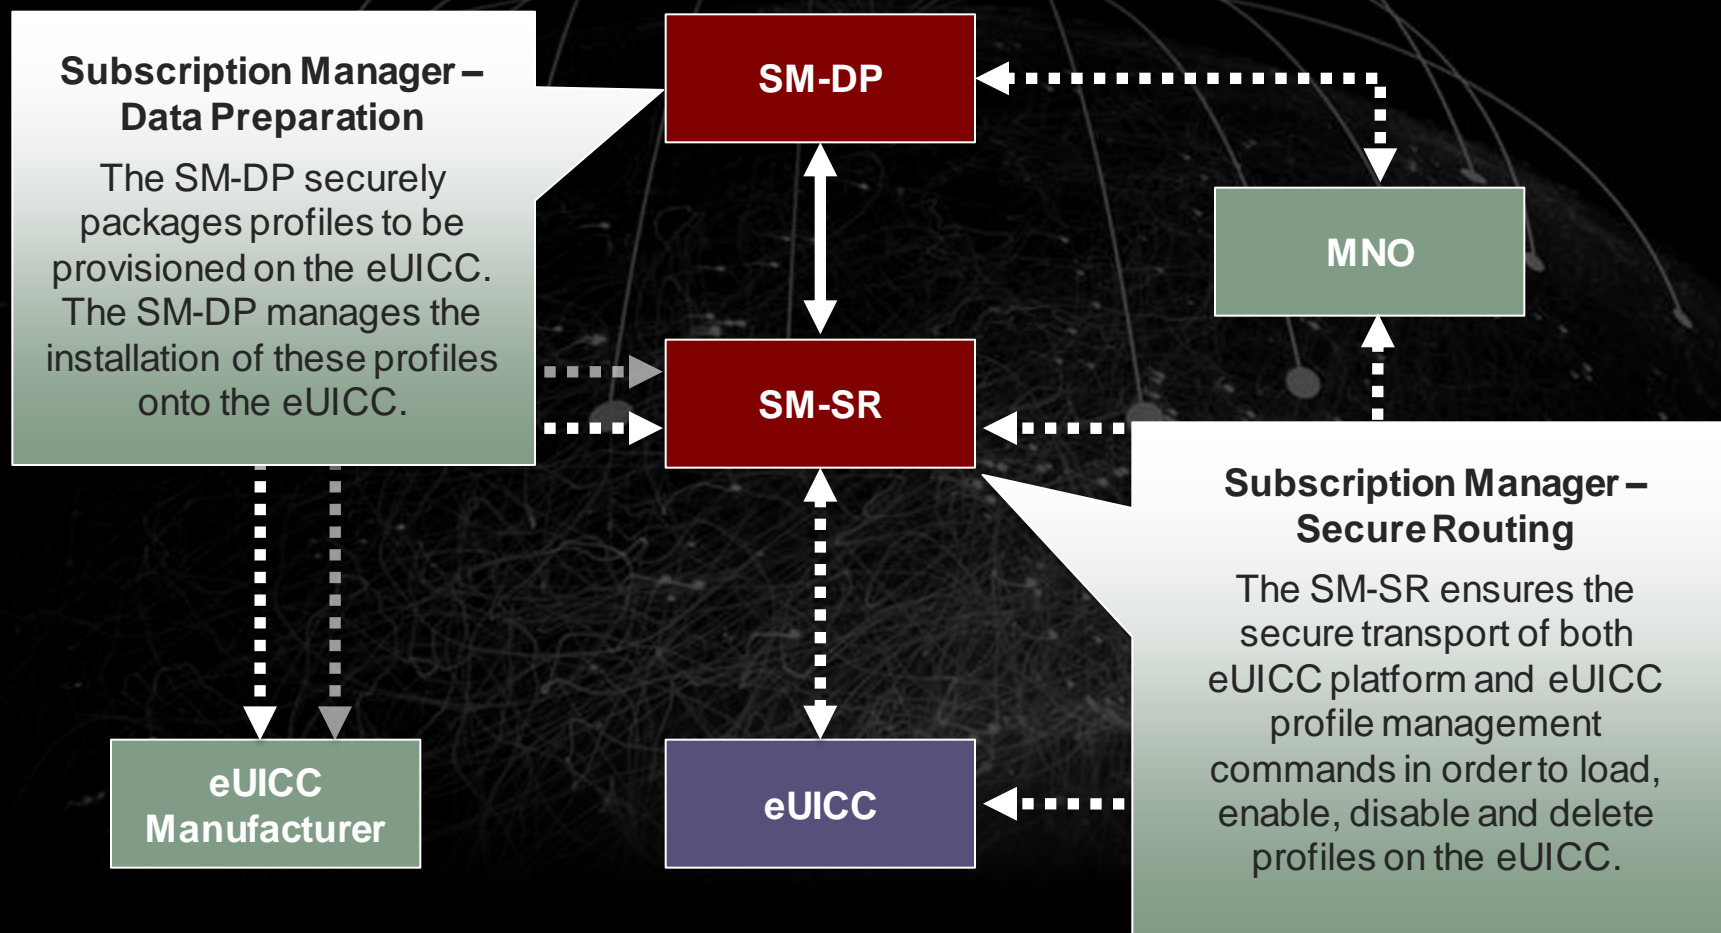 Subscription Manager –
Data Preparation
The SM-DP securely
packages profiles to be
provisioned on the eUICC.
The SM-DP manages the
installation of these profiles
onto the eUICC.
SM-DP
MNO
SM-SR
Subscription Manager –
Secure Routing
The SM-SR ensures the
secure transport of both
eUICC platform and eUICC
profile management
commands in order to load,
enable, disable and delete
profiles on the eUICC.
eUICC
Manufacturer
eUICC